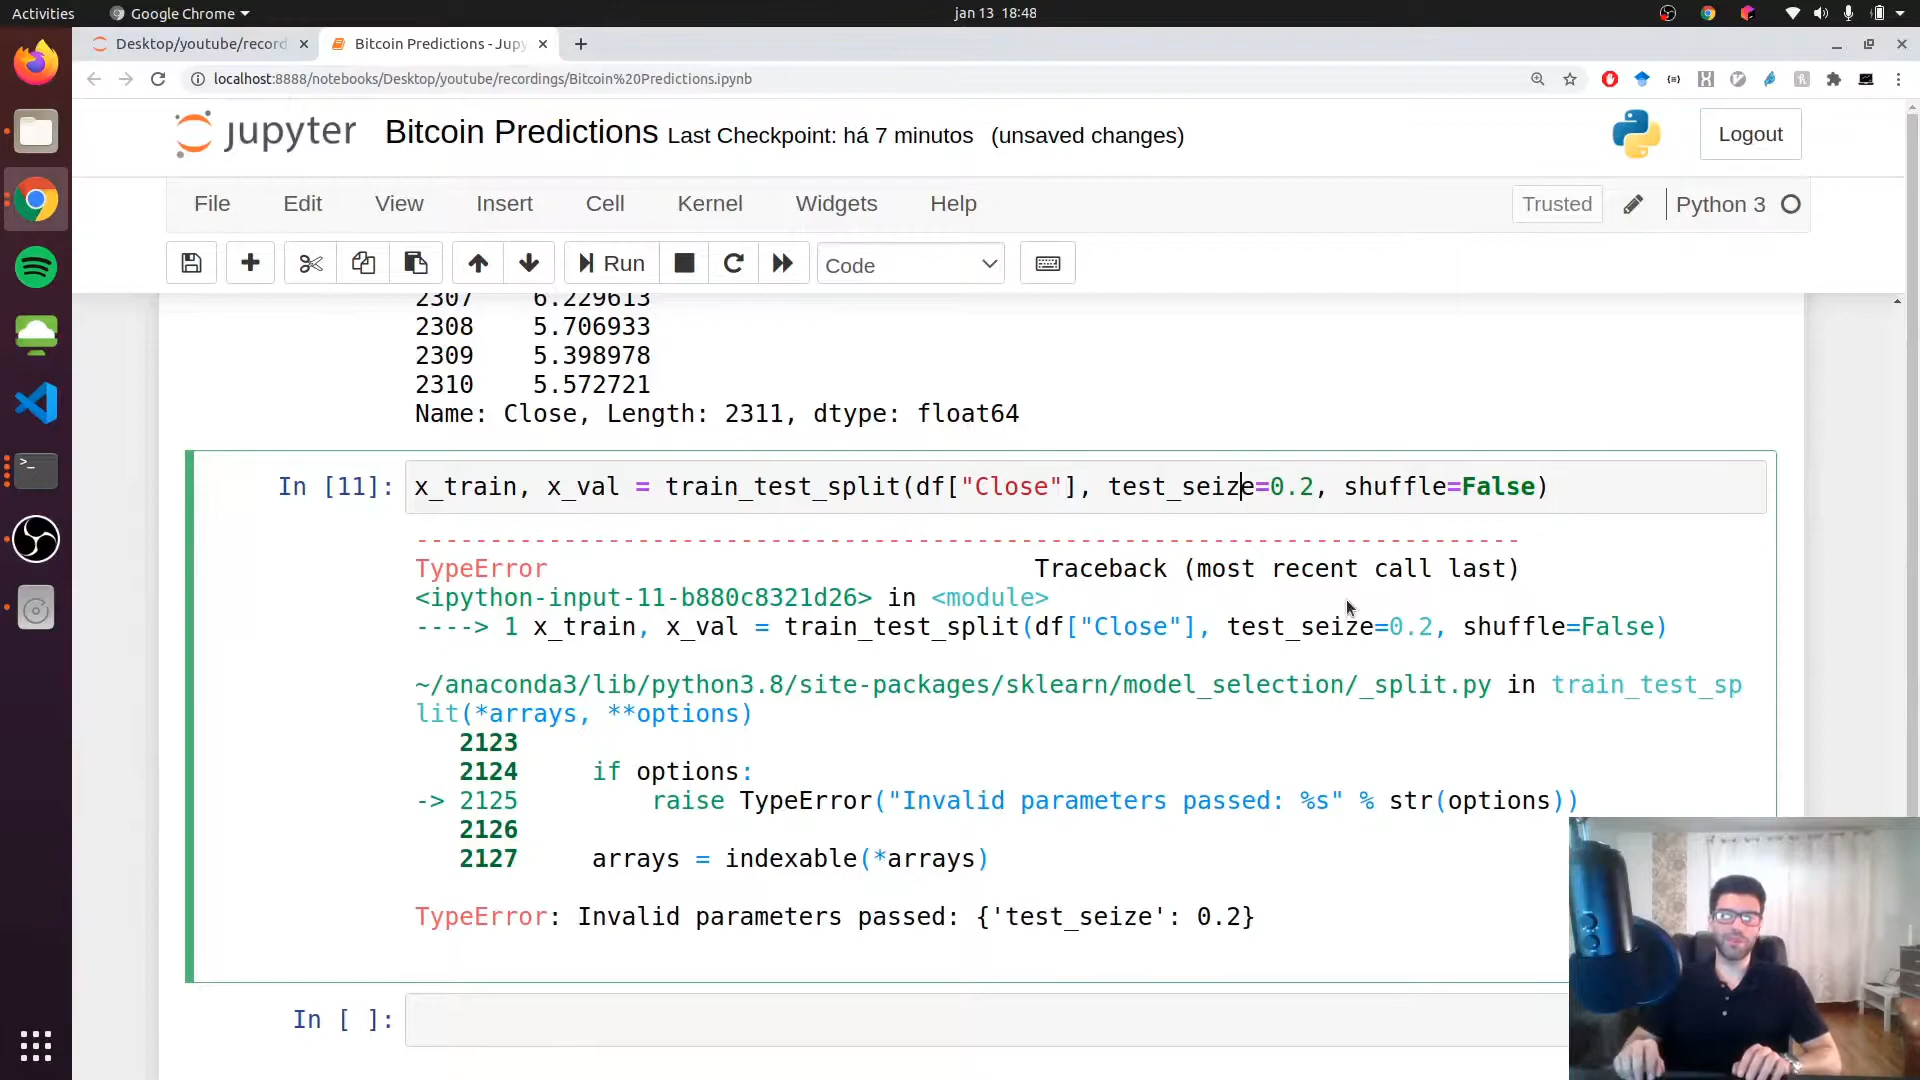 Activities
Google Chrome
jan 13 18:48
Desktop/youtube/record
Bitcoin Predictions - Jupy
localhost:8888/notebooks/Desktop/youtube/recordings/Bitcoin%20Predictions.ipynb
jupyter Bitcoin Predictions Last Checkpoint: há 7 minutos (unsaved changes)
Logout
File Edit View Insert Cell Kernel Widgets Help
Trusted
Python 3
Run
Code
2307 6.229613
2308 5.706933
2309 5.398978
2310 5.572721
Name: Close, Length: 2311, dtype: float64
In [11]: x_train, x_val = train_test_split(df["Close"], test_seize=0.2, shuffle=False)
---------------------------------------------------------------------------
TypeError Traceback (most recent call last)
<ipython-input-11-b880c8321d26> in <module>
----> 1 x_train, x_val = train_test_split(df["Close"], test_seize=0.2, shuffle=False)
~/anaconda3/lib/python3.8/site-packages/sklearn/model_selection/_split.py in train_test_sp
lit(*arrays, **options)
2123
2124 if options:
-> 2125 raise TypeError("Invalid parameters passed: %s" % str(options))
2126
2127 arrays = indexable(*arrays)
TypeError: Invalid parameters passed: {'test_seize': 0.2}
In [ ]: